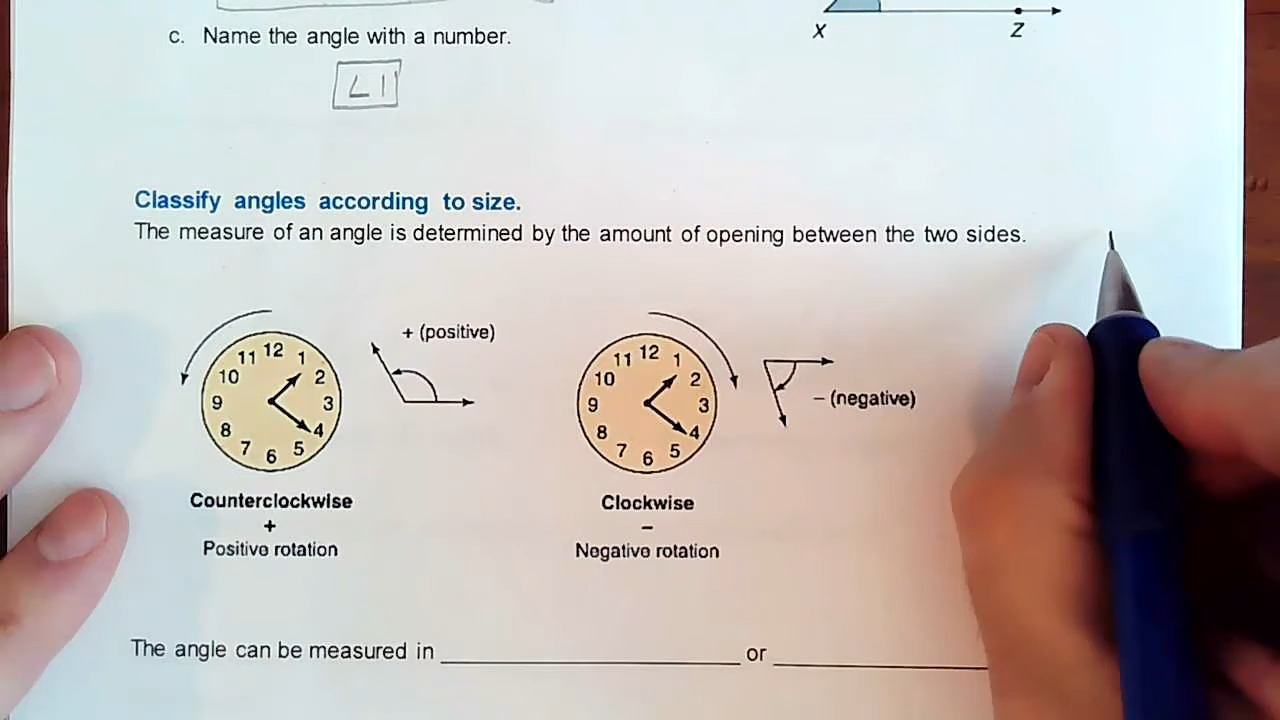 c. Name the angle with a number.
X Z
∠1
Classify angles according to size.
The measure of an angle is determined by the amount of opening between the two sides.
+ (positive)
11 12 1
10 2
9 3
8 4
7 6 5
11 12 1
10 2
9 3
8 4
7 6 5
− (negative)
Counterclockwise
+
Positive rotation
Clockwise
−
Negative rotation
The angle can be measured in ____________ or ____________